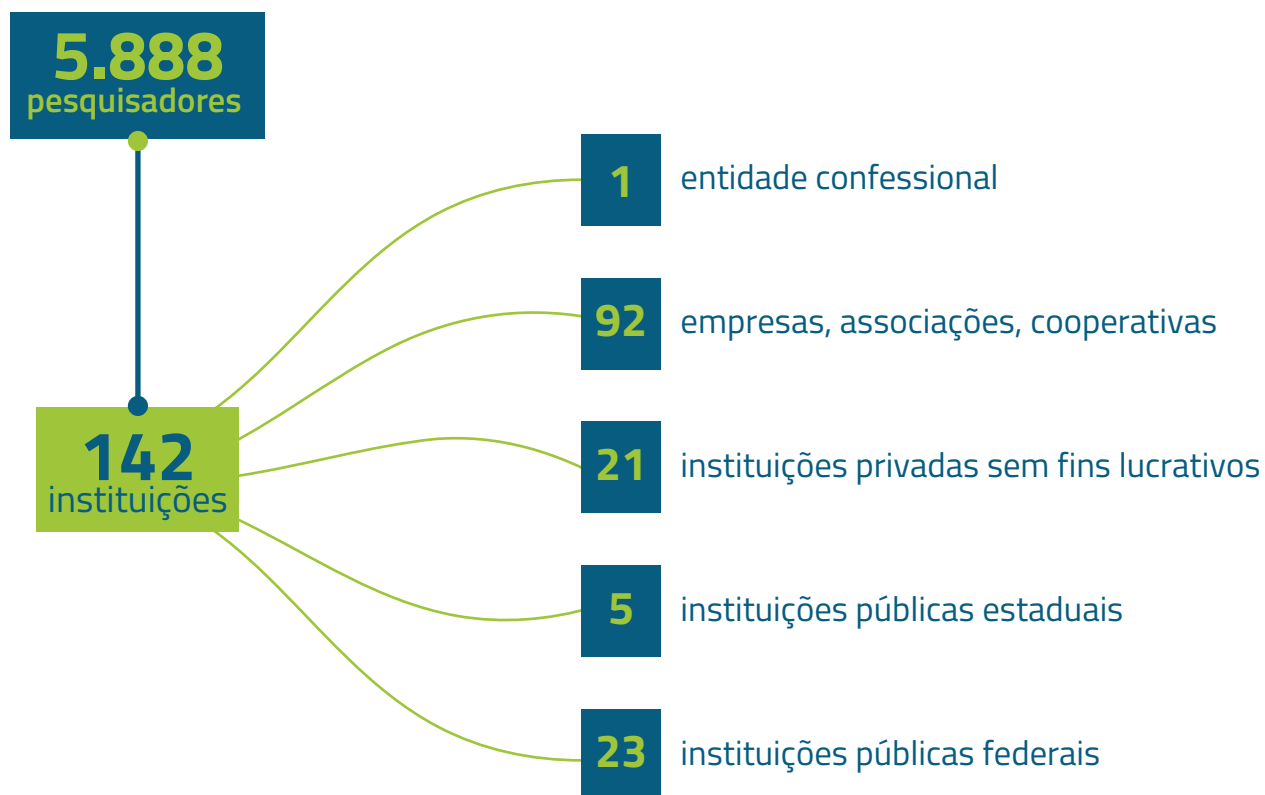 5.888
pesquisadores
1
entidade confessional
92
empresas, associações, cooperativas
142
instituições
21
instituições privadas sem fins lucrativos
5
instituições públicas estaduais
23
instituições públicas federais